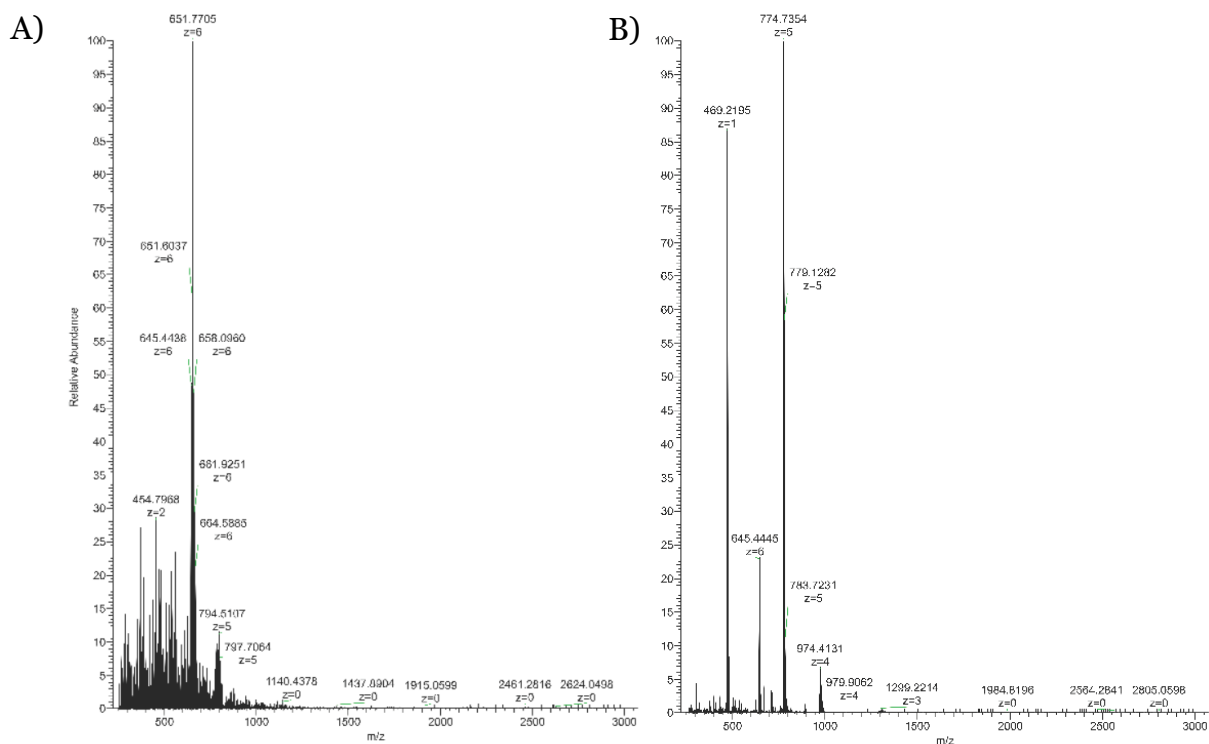 A)
651.7705
z=6
100
95
90
85
80
75
70
65
60
55
50
45
40
35
30
25
20
15
10
5
0
Relative Abundance
651.6037
z=6
645.4438
z=6
658.0960
z=6
661.9251
z=6
454.7968
z=2
664.5885
z=6
794.5107
z=5
797.7064
z=5
1140.4378
z=0
1437.8904
z=0
1915.0599
z=0
2461.2816
z=0
2624.0498
z=0
500
1000
1500
2000
2500
3000
m/z
B)
774.7354
z=5
100
95
90
85
80
75
70
65
60
55
50
45
40
35
30
25
20
15
10
5
0
469.2195
z=1
779.1282
z=5
645.4445
z=6
783.7231
z=5
974.4131
z=4
979.9062
z=4
1299.2214
z=3
1984.8196
z=0
2564.2841
z=0
2805.0598
z=0
500
1000
1500
2000
2500
3000
m/z